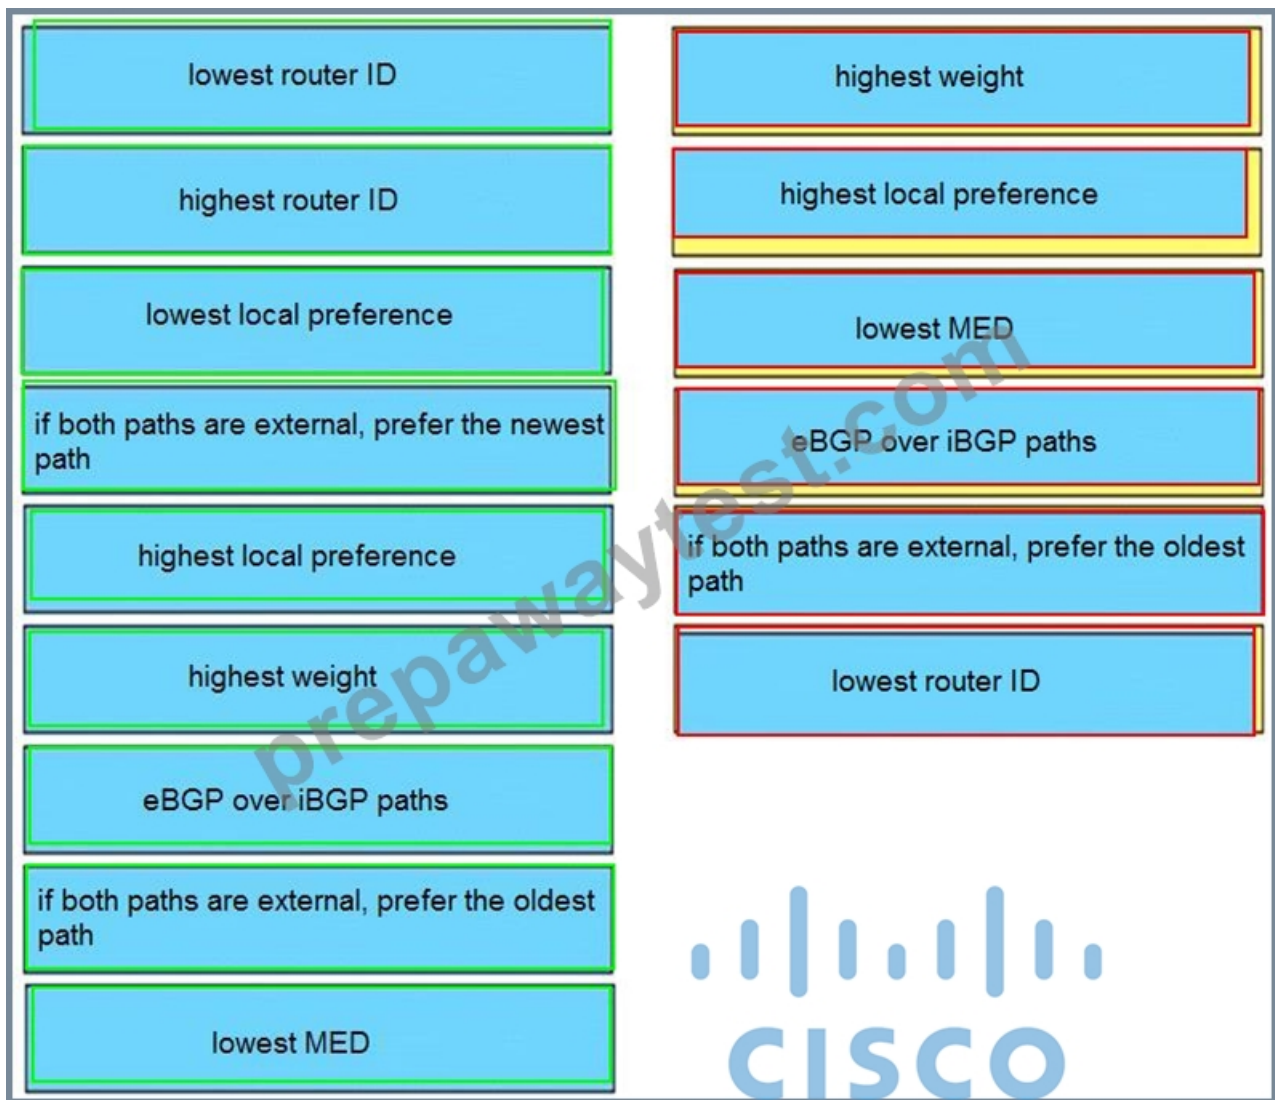 lowest router ID
highest router ID
lowest local preference
if both paths are external, prefer the newest
path
highest local preference
highest weight
eBGP over iBGP paths
if both paths are external, prefer the oldest
path
lowest MED
highest weight
highest local preference
lowest MED
eBGP over iBGP paths
if both paths are external, prefer the oldest
path
lowest router ID
prepawaytest.com
CISCO